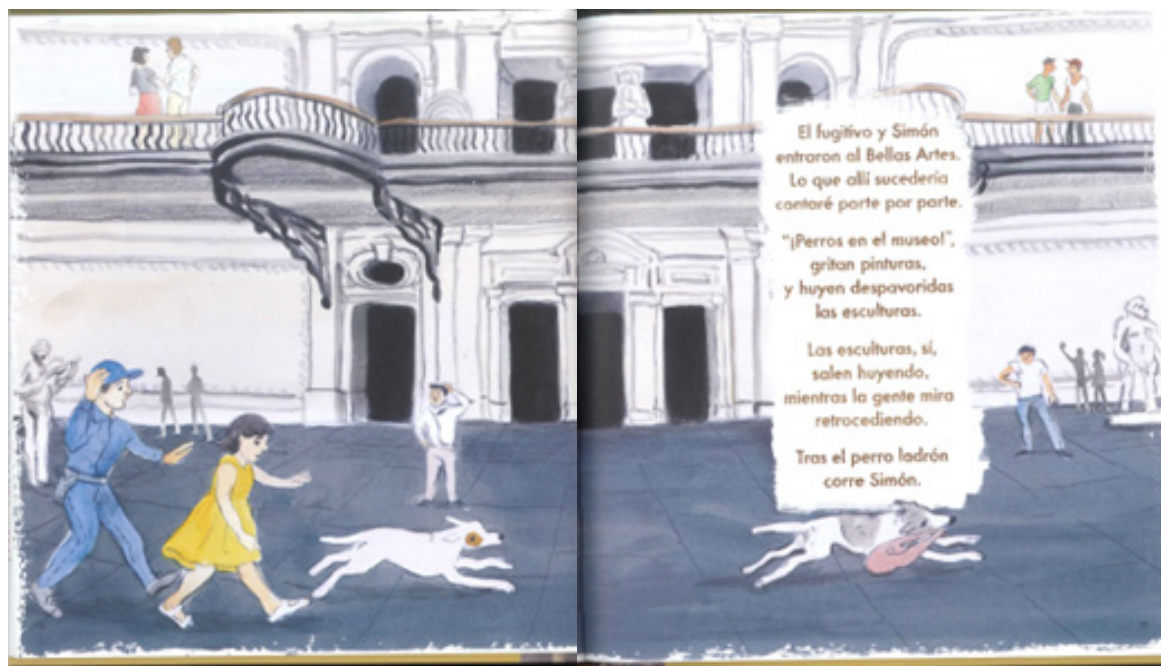 El fugitivo y Simón
entraron al Bellas Artes.
Lo que allí sucedería
contaré parte por parte.
"¡Perros en el museo!",
gritan pinturas,
y huyen despavoridas
las esculturas.
Las esculturas, sí,
salen huyendo,
mientras la gente mira
retrocediendo.
Tras el perro ladrón
corre Simón.